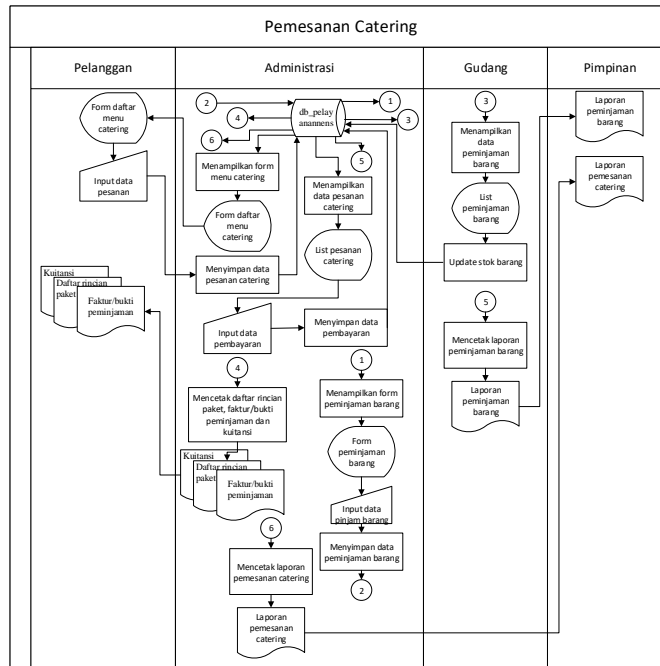 Pemesanan Catering
Pelanggan
Administrasi
Gudang
Pimpinan
Form daftar
menu
catering
Input data
pesanan
Kuitansi
Daftar rincian
paket
Faktur/bukti
peminjaman
2
4
6
db_pelay
anannens
1
3
5
Menampilkan form
menu catering
Form daftar
menu
catering
Menyimpan data
pesanan catering
Menampilkan
data pesanan
catering
List pesanan
catering
Input data
pembayaran
Menyimpan data
pembayaran
4
Mencetak daftar rincian
paket, faktur/bukti
peminjaman dan
kuitansi
Kuitansi
Daftar rincian
paket
Faktur/bukti
peminjaman
6
Mencetak laporan
pemesanan catering
Laporan
pemesanan
catering
1
Menampilkan form
peminjaman barang
Form
peminjaman
barang
Input data
pinjam barang
Menyimpan data
peminjaman barang
2
3
Menampilkan
data
peminjaman
barang
List
peminjaman
barang
Update stok barang
5
Mencetak laporan
peminjaman barang
Laporan
peminjaman
barang
Laporan
peminjaman
barang
Laporan
pemesanan
catering